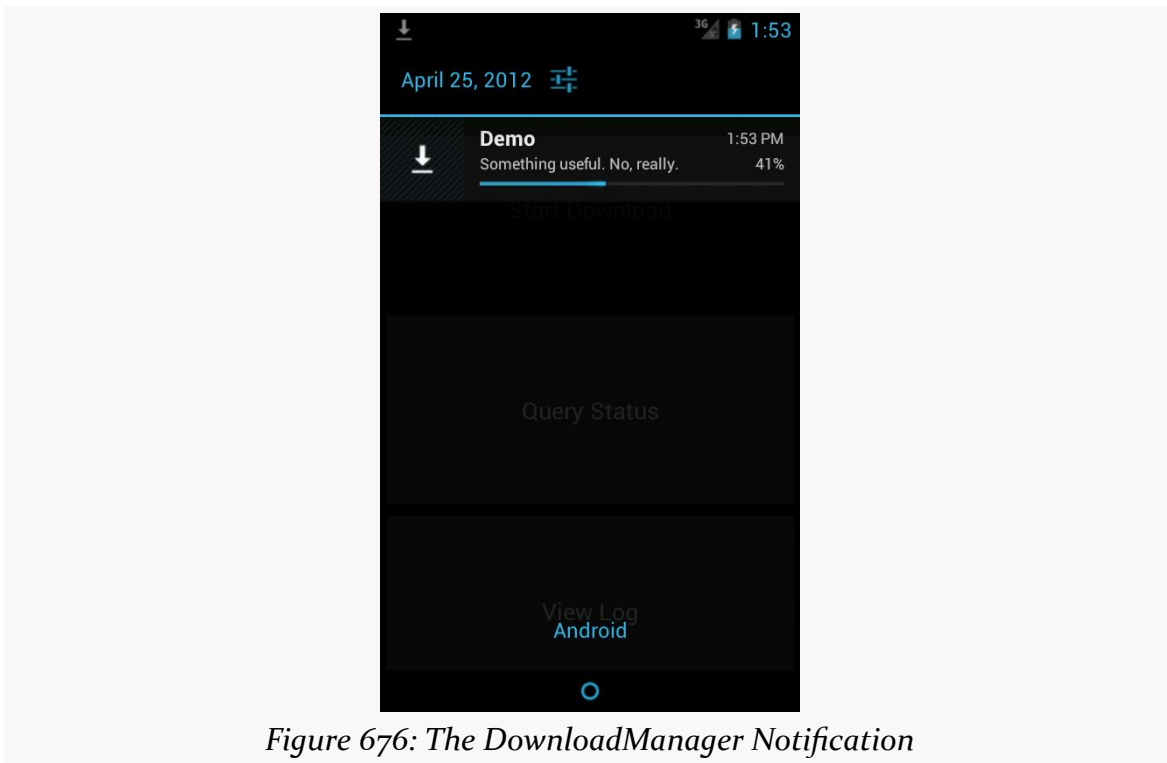 3G 1:53
April 25, 2012
Demo 1:53 PM
Something useful. No, really. 41%
Start Download
Query Status
View Log
Android
Figure 676: The DownloadManager Notification